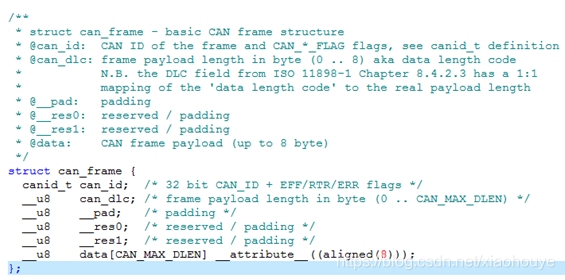 /**
 * struct can_frame - basic CAN frame structure
 * @can_id:  CAN ID of the frame and CAN_*_FLAG flags, see canid_t definition
 * @can_dlc: frame payload length in byte (0 .. 8) aka data length code
 *           N.B. the DLC field from ISO 11898-1 Chapter 8.4.2.3 has a 1:1
 *           mapping of the 'data length code' to the real payload length
 * @__pad:   padding
 * @__res0:  reserved / padding
 * @__res1:  reserved / padding
 * @data:    CAN frame payload (up to 8 byte)
 */
struct can_frame {
  canid_t can_id;  /* 32 bit CAN_ID + EFF/RTR/ERR flags */
  __u8    can_dlc; /* frame payload length in byte (0 .. CAN_MAX_DLEN) */
  __u8    __pad;   /* padding */
  __u8    __res0;  /* reserved / padding */
  __u8    __res1;  /* reserved / padding */
  __u8    data[CAN_MAX_DLEN] __attribute__((aligned(8)));
};
https://blog.csdn.net/xiaohouye